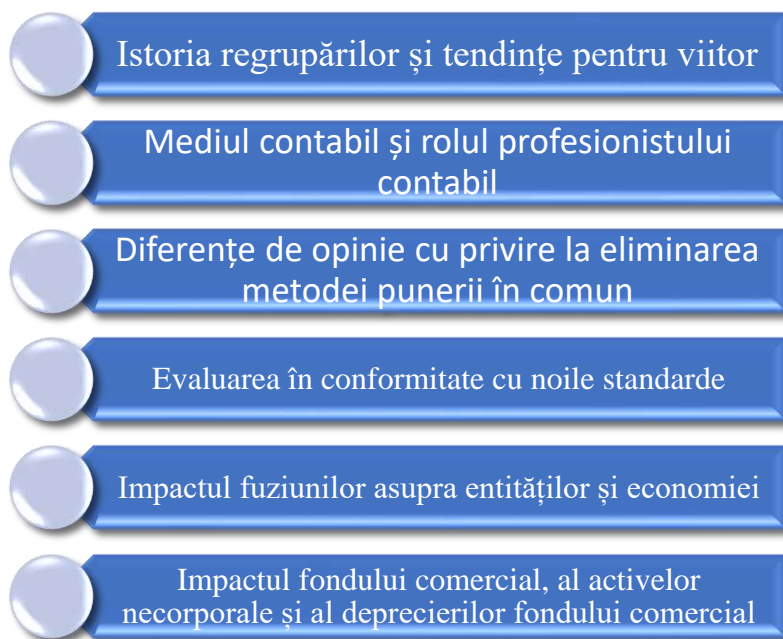 Istoria regrupărilor și tendințe pentru viitor
Mediul contabil și rolul profesionistului
contabil
Diferențe de opinie cu privire la eliminarea
metodei punerii în comun
Evaluarea în conformitate cu noile standarde
Impactul fuziunilor asupra entităților și economiei
Impactul fondului comercial, al activelor
necorporale și al deprecierilor fondului comercial